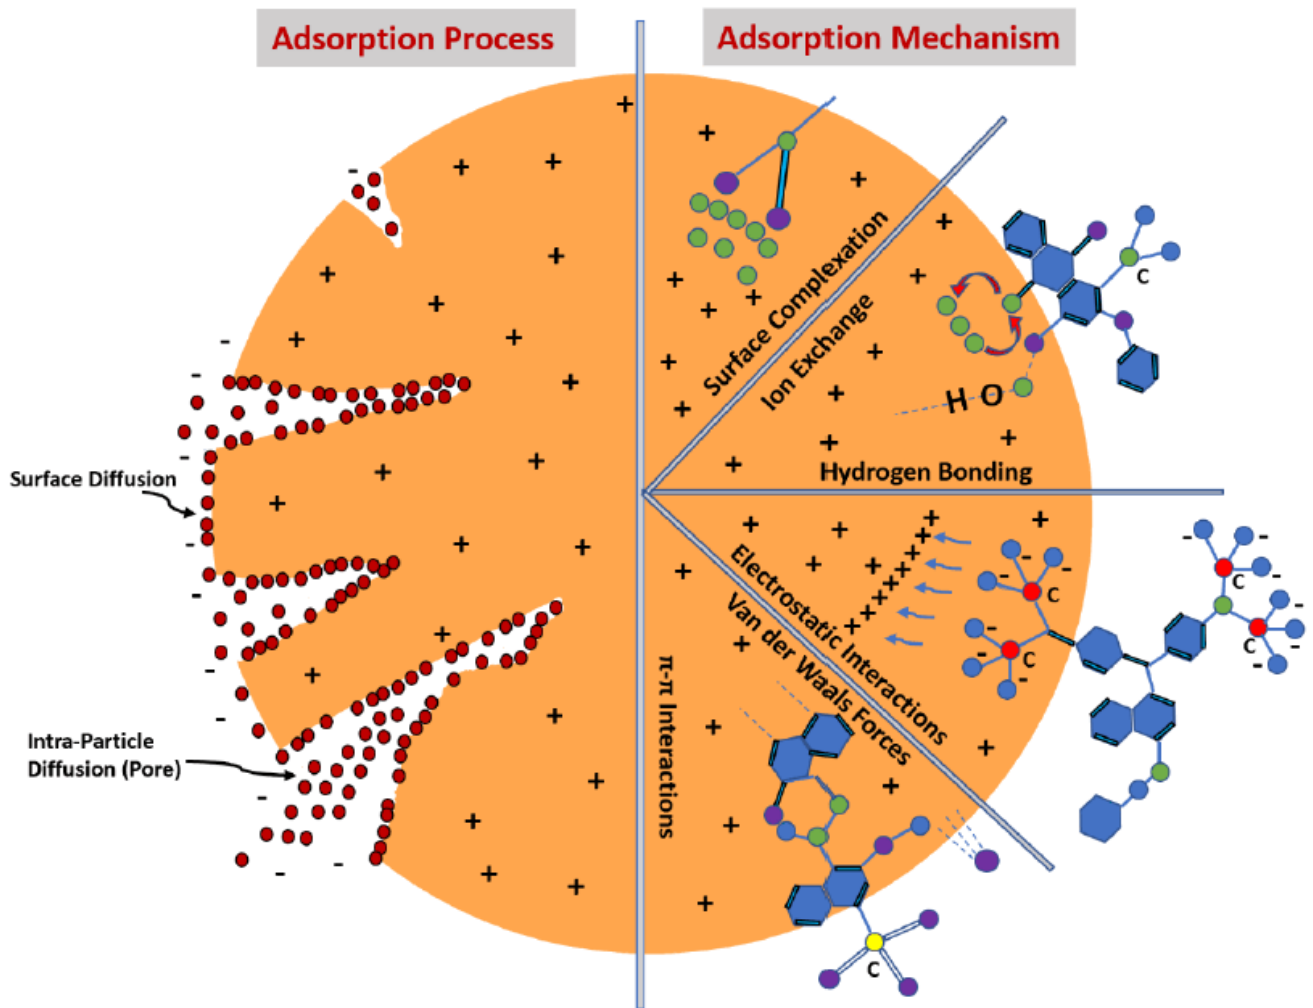 Adsorption Process
Adsorption Mechanism
Surface Complexation
Ion Exchange
C
H O
Hydrogen Bonding
Surface Diffusion
Electrostatic Interactions
Van der Waals Forces
π-π Interactions
C
C
C
C
Intra-Particle
Diffusion (Pore)
C